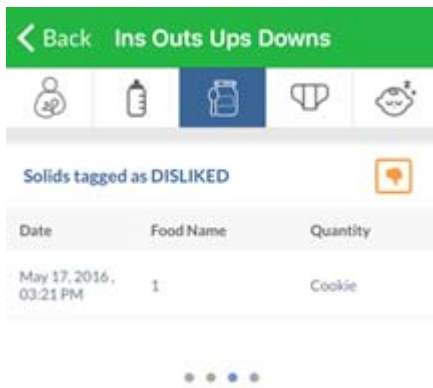 Back Ins Outs Ups Downs
Solids tagged as DISLIKED
Date Food Name Quantity
May 17, 2016, 03:21 PM 1 Cookie